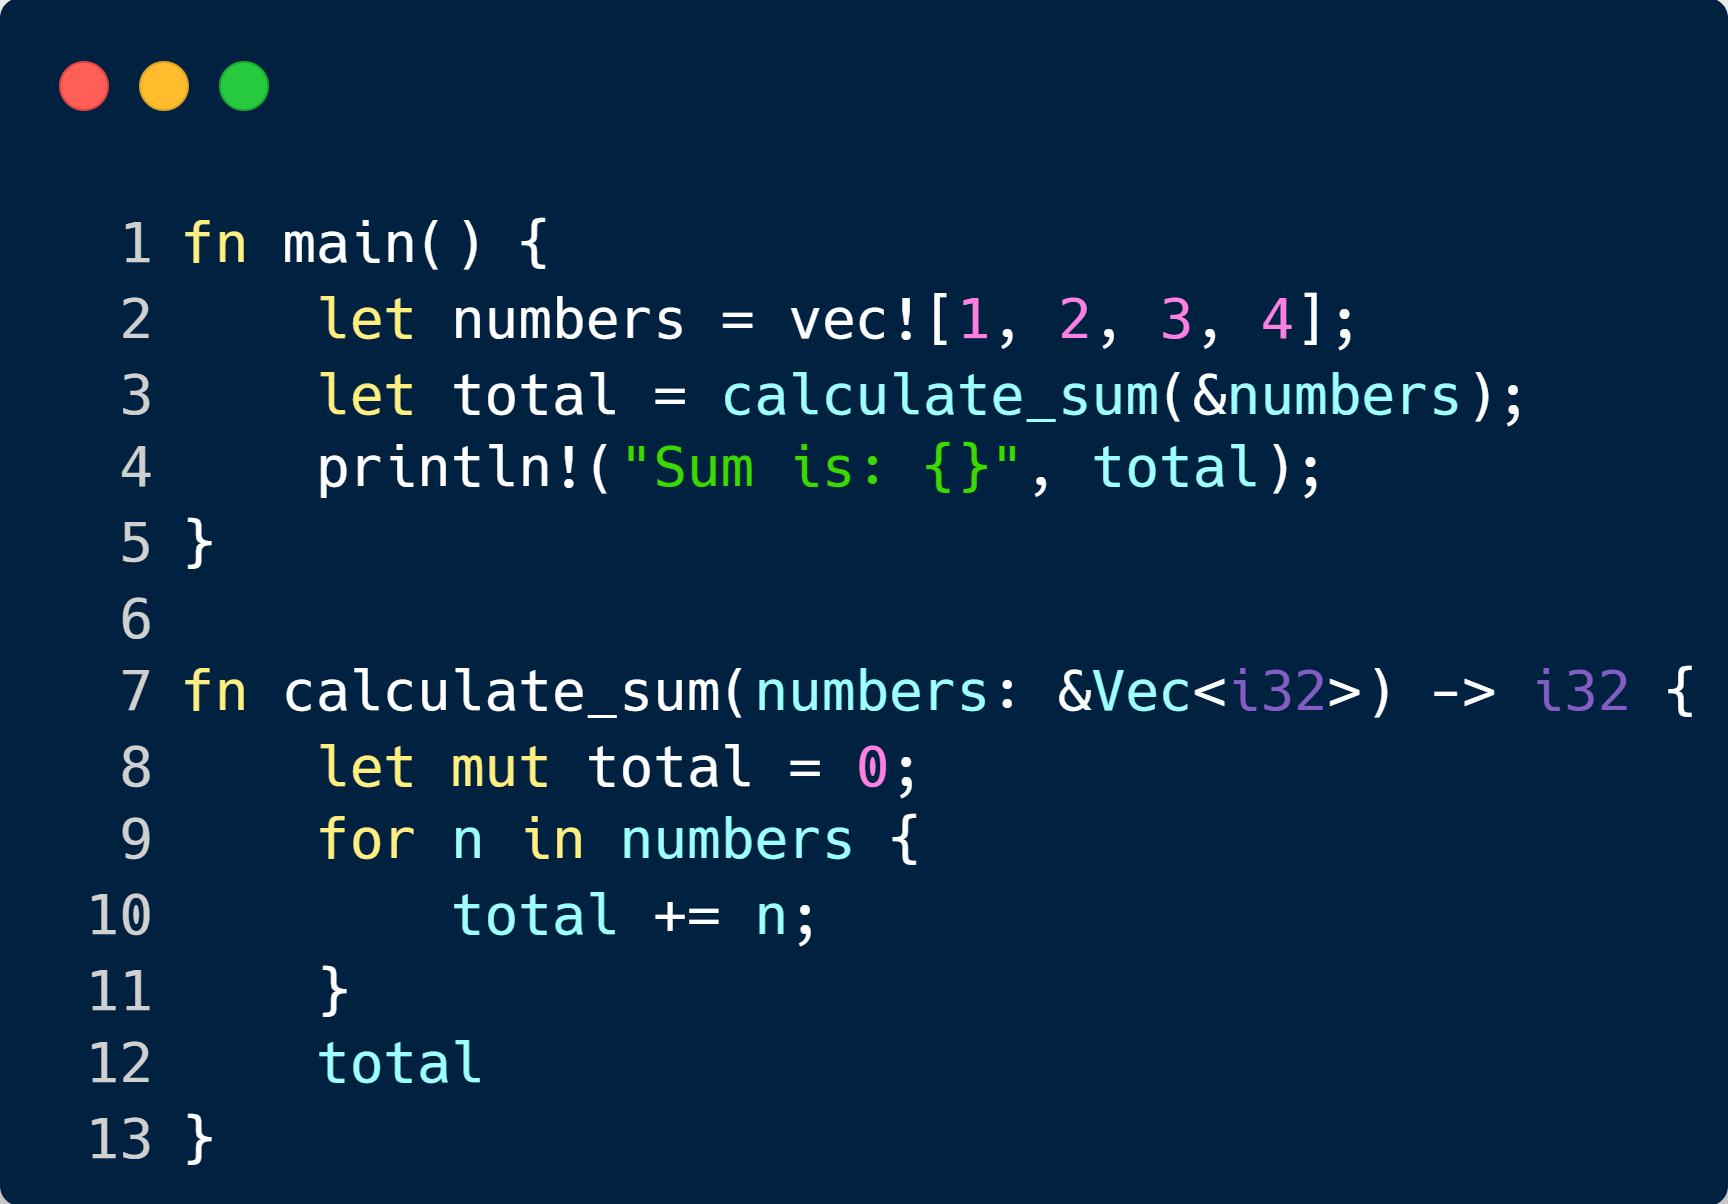 1 fn main() {
2     let numbers = vec![1, 2, 3, 4];
3     let total = calculate_sum(&numbers);
4     println!("Sum is: {}", total);
5 }
6
7 fn calculate_sum(numbers: &Vec<i32>) -> i32 {
8     let mut total = 0;
9     for n in numbers {
10         total += n;
11     }
12     total
13 }